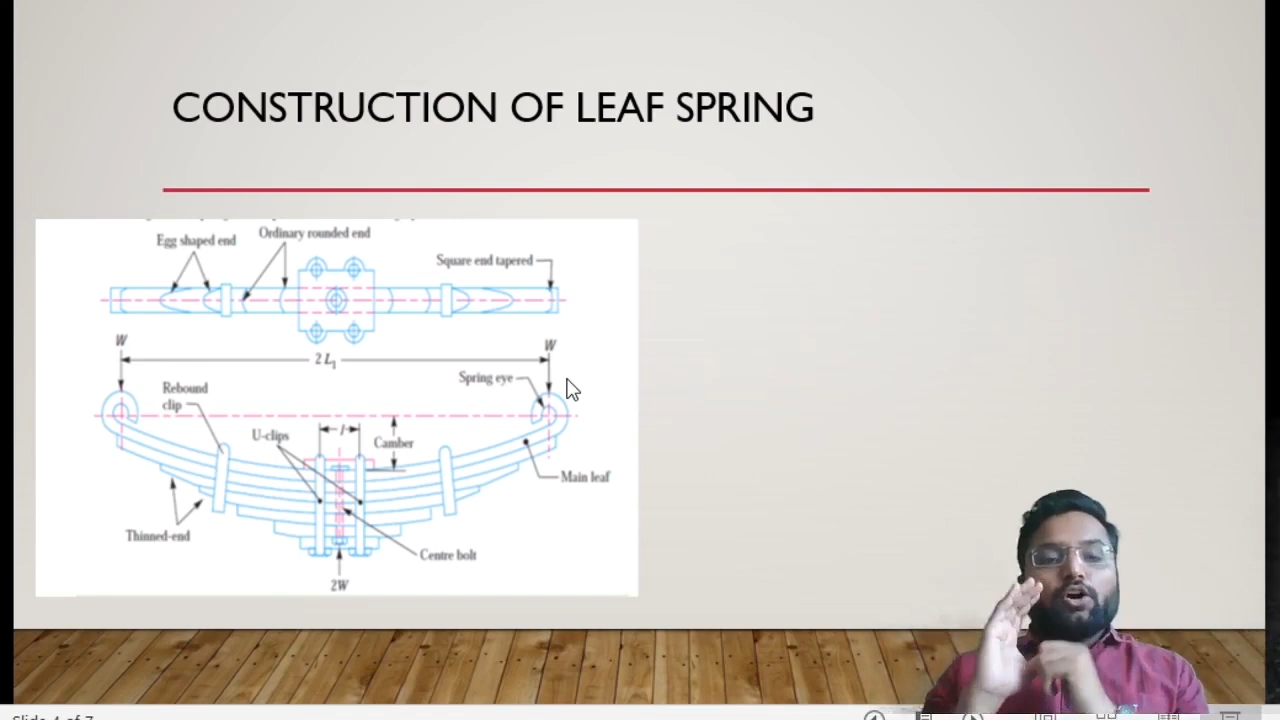 CONSTRUCTION OF LEAF SPRING
Egg shaped end
Ordinary rounded end
Square end tapered
W
W
2 L1
Spring eye
Rebound
clip
U-clips
l
Camber
Main leaf
Thinned-end
Centre bolt
2W